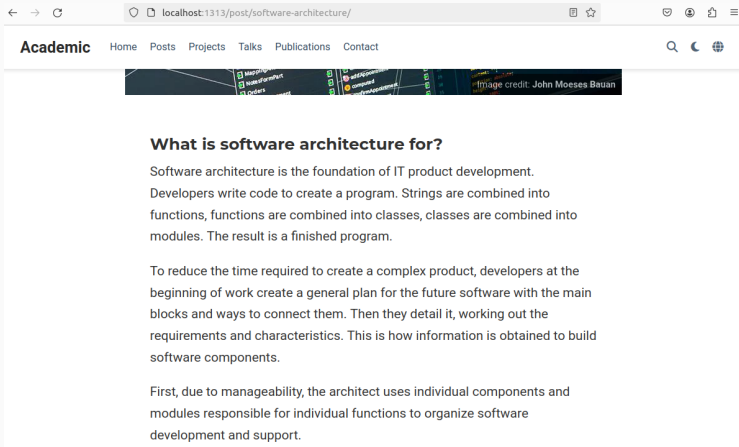 localhost:1313/post/software-architecture/
Academic Home Posts Projects Talks Publications Contact
NotesFormPart
Orders
addAppointment
computed
confirmAppointment
Image credit: John Moeses Bauan
What is software architecture for?
Software architecture is the foundation of IT product development.
Developers write code to create a program. Strings are combined into
functions, functions are combined into classes, classes are combined into
modules. The result is a finished program.
To reduce the time required to create a complex product, developers at the
beginning of work create a general plan for the future software with the main
blocks and ways to connect them. Then they detail it, working out the
requirements and characteristics. This is how information is obtained to build
software components.
First, due to manageability, the architect uses individual components and
modules responsible for individual functions to organize software
development and support.